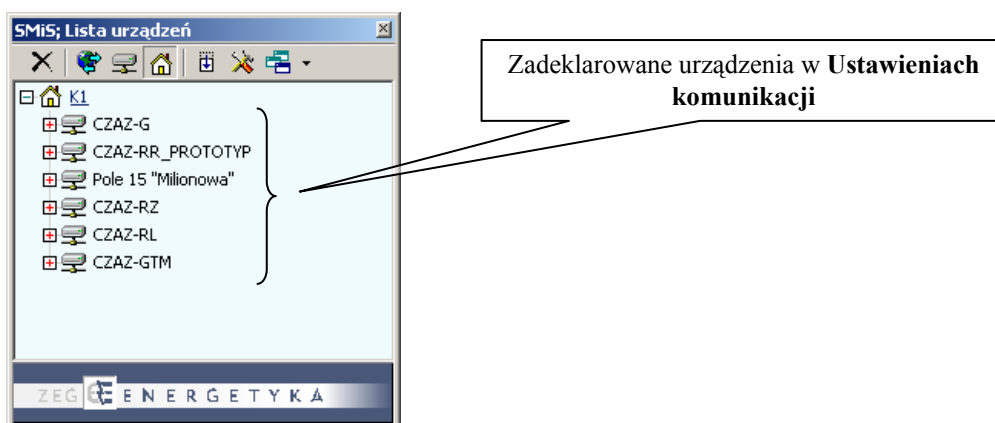 SMiS; Lista urządzeń
K1
CZAZ-G
CZAZ-RR_PROTOTYP
Pole 15 "Milionowa"
CZAZ-RZ
CZAZ-RL
CZAZ-GTM
ZEG ENERGETYKA
Zadeklarowane urządzenia w Ustawieniach
komunikacji